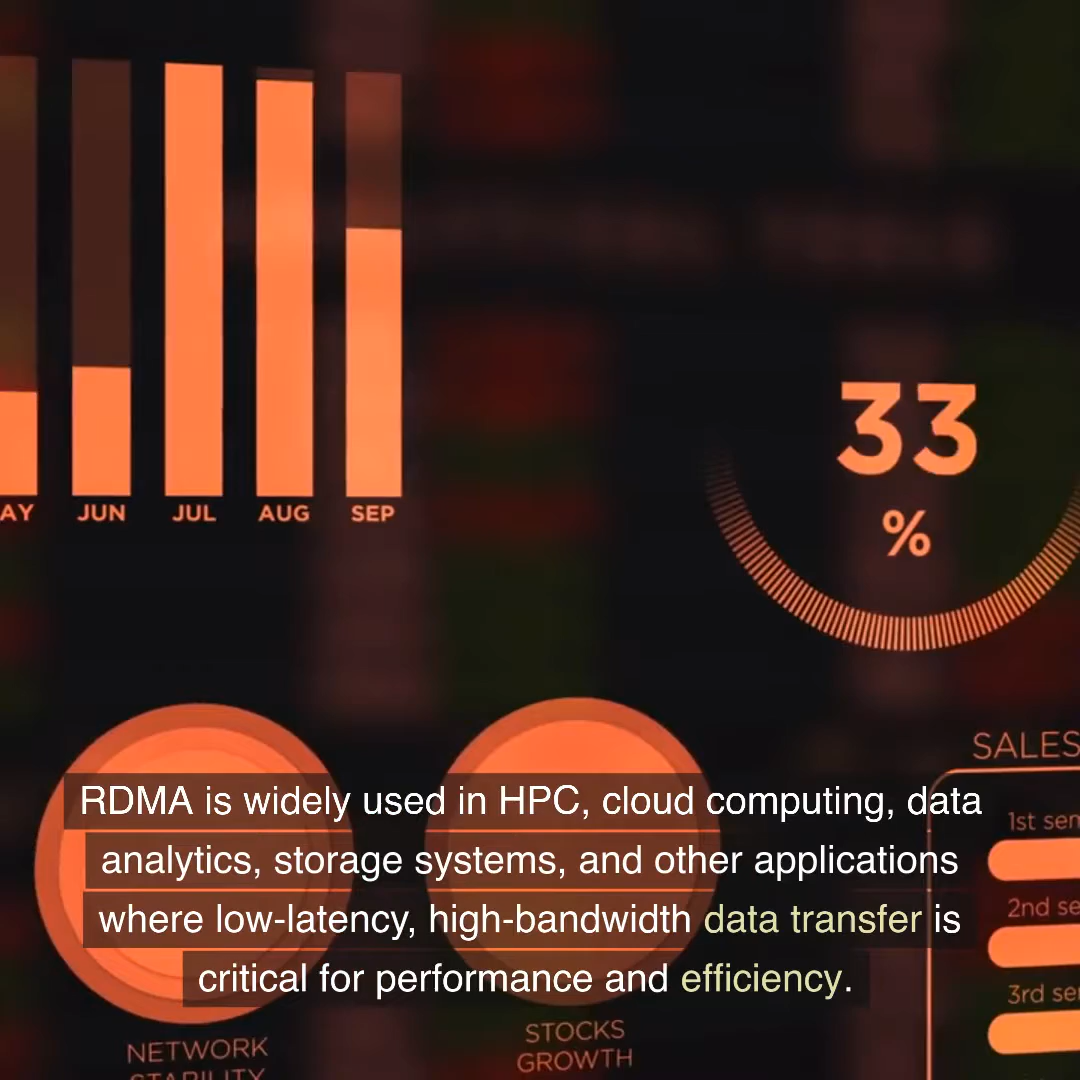 AY JUN JUL AUG SEP
33
%
SALES
1st sem
2nd se
3rd se
RDMA is widely used in HPC, cloud computing, data
analytics, storage systems, and other applications
where low-latency, high-bandwidth data transfer is
critical for performance and efficiency.
NETWORK
STABILITY
STOCKS
GROWTH